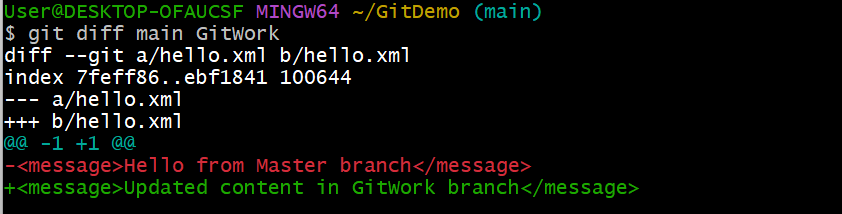 User@DESKTOP-OFAUCSF MINGW64 ~/GitDemo (main)
$ git diff main GitWork
diff --git a/hello.xml b/hello.xml
index 7feff86..ebf1841 100644
--- a/hello.xml
+++ b/hello.xml
@@ -1 +1 @@
-<message>Hello from Master branch</message>
+<message>Updated content in GitWork branch</message>